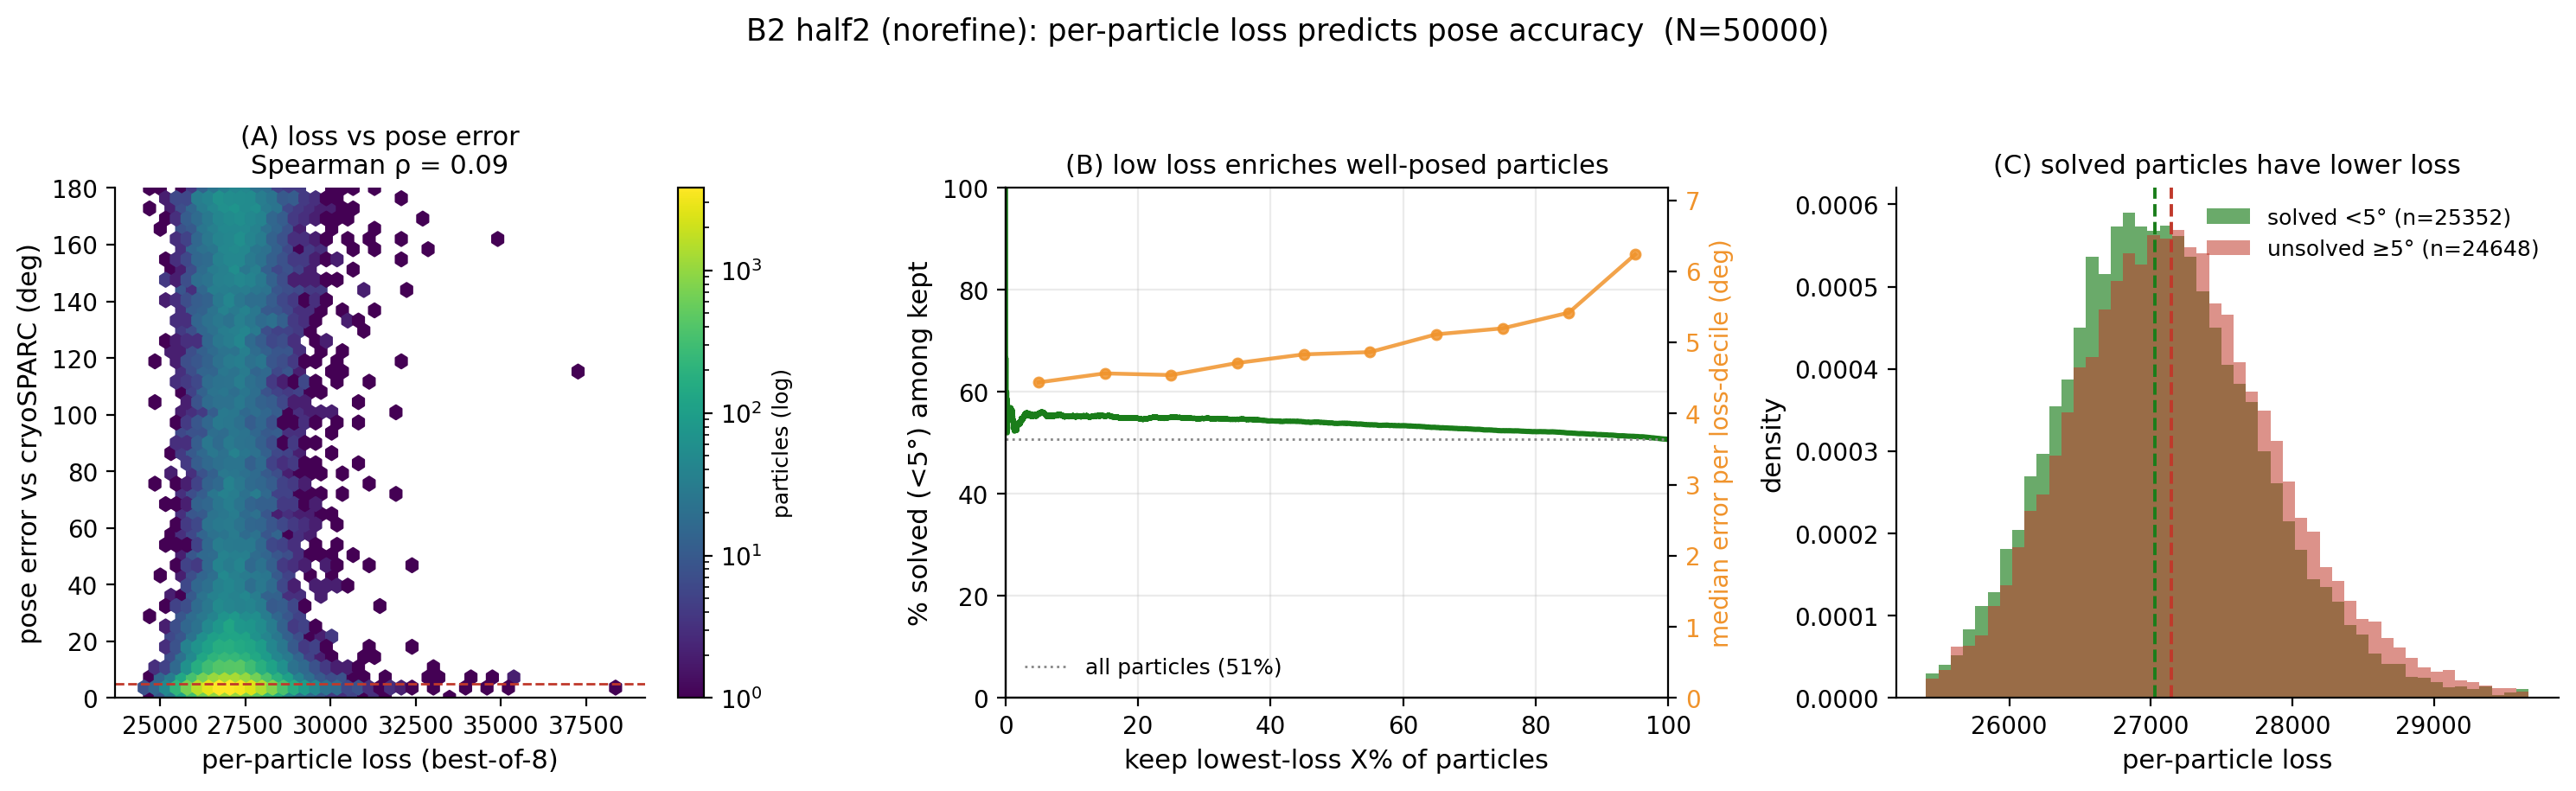 B2 half2 (norefine): per-particle loss predicts pose accuracy  (N=50000)
(A) loss vs pose error
Spearman ρ = 0.09
pose error vs cryoSPARC (deg)
180
160
140
120
100
80
60
40
20
0
25000 27500 30000 32500 35000 37500
per-particle loss (best-of-8)
10³
10²
10¹
10⁰
particles (log)
(B) low loss enriches well-posed particles
% solved (<5°) among kept
100
80
60
40
20
0
all particles (51%)
0 20 40 60 80 100
keep lowest-loss X% of particles
7
6
5
4
3
2
1
0
median error per loss-decile (deg)
(C) solved particles have lower loss
density
0.0006
0.0005
0.0004
0.0003
0.0002
0.0001
0.0000
solved <5° (n=25352)
unsolved ≥5° (n=24648)
26000 27000 28000 29000
per-particle loss